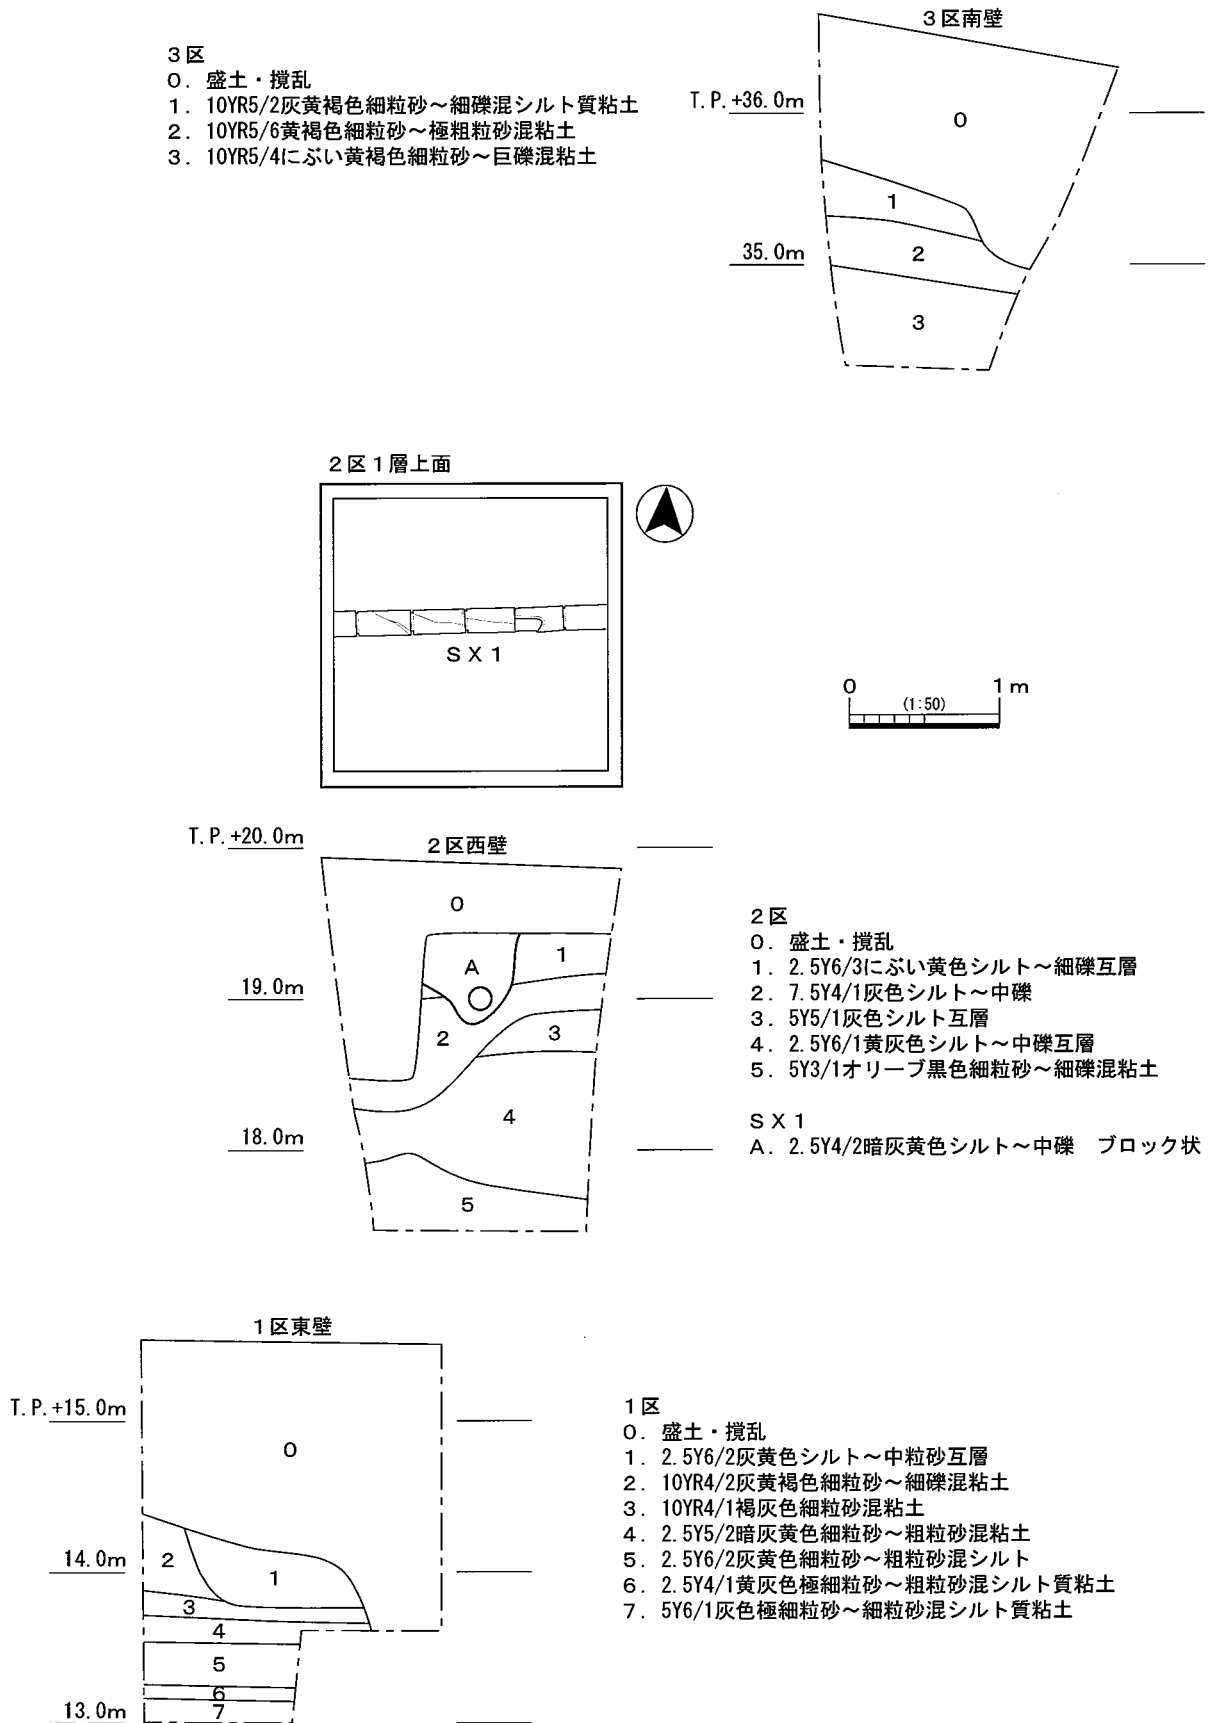 3区南壁
3区
0. 盛土・撹乱
1. 10YR5/2灰黄褐色細粒砂～細礫混シルト質粘土
2. 10YR5/6黄褐色細粒砂～極粗粒砂混粘土
3. 10YR5/4にぶい黄褐色細粒砂～巨礫混粘土
T.P.+36.0m
0
1
2
35.0m
3
2区1層上面
SX1
0 1m
(1:50)
T.P.+20.0m
2区西壁
0
1
A
19.0m
2
3
4
18.0m
5
2区
0. 盛土・撹乱
1. 2.5Y6/3にぶい黄色シルト～細礫互層
2. 7.5Y4/1灰色シルト～中礫
3. 5Y5/1灰色シルト互層
4. 2.5Y6/1黄灰色シルト～中礫互層
5. 5Y3/1オリーブ黒色細粒砂～細礫混粘土
SX1
A. 2.5Y4/2暗灰黄色シルト～中礫　ブロック状
1区東壁
T.P.+15.0m
0
14.0m
2
1
3
4
5
6
7
13.0m
1区
0. 盛土・撹乱
1. 2.5Y6/2灰黄色シルト～中粒砂互層
2. 10YR4/2灰黄褐色細粒砂～細礫混粘土
3. 10YR4/1褐灰色細粒砂混粘土
4. 2.5Y5/2暗灰黄色細粒砂～粗粒砂混粘土
5. 2.5Y6/2灰黄色細粒砂～粗粒砂混シルト
6. 2.5Y4/1黄灰色極細粒砂～粗粒砂混シルト質粘土
7. 5Y6/1灰色極細粒砂～細粒砂混シルト質粘土